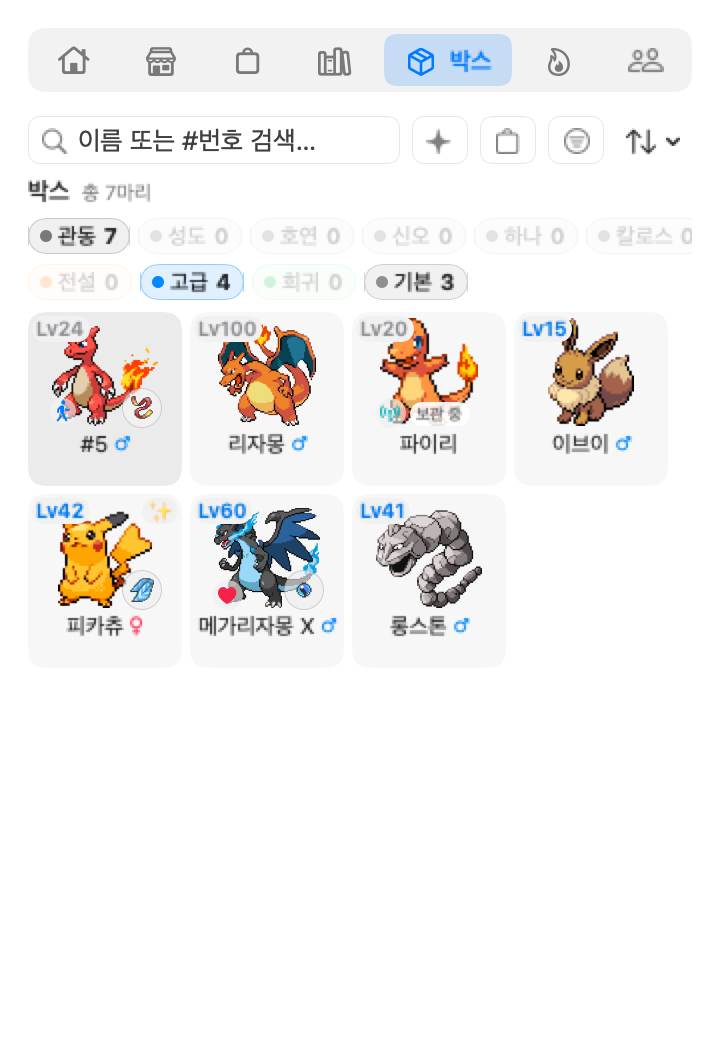 박스
이름 또는 #번호 검색...
박스 총 7마리
관동 7 성도 0 호연 0 신오 0 하나 0 칼로스 0
전설 0 고급 4 희귀 0 기본 3
Lv24 Lv100 Lv20 Lv15
보관 중
#5 ♂ 리자몽 ♂ 파이리 이브이 ♂
Lv42 Lv60 Lv41
피카츄 ♀ 메가리자몽 X ♂ 롱스톤 ♂